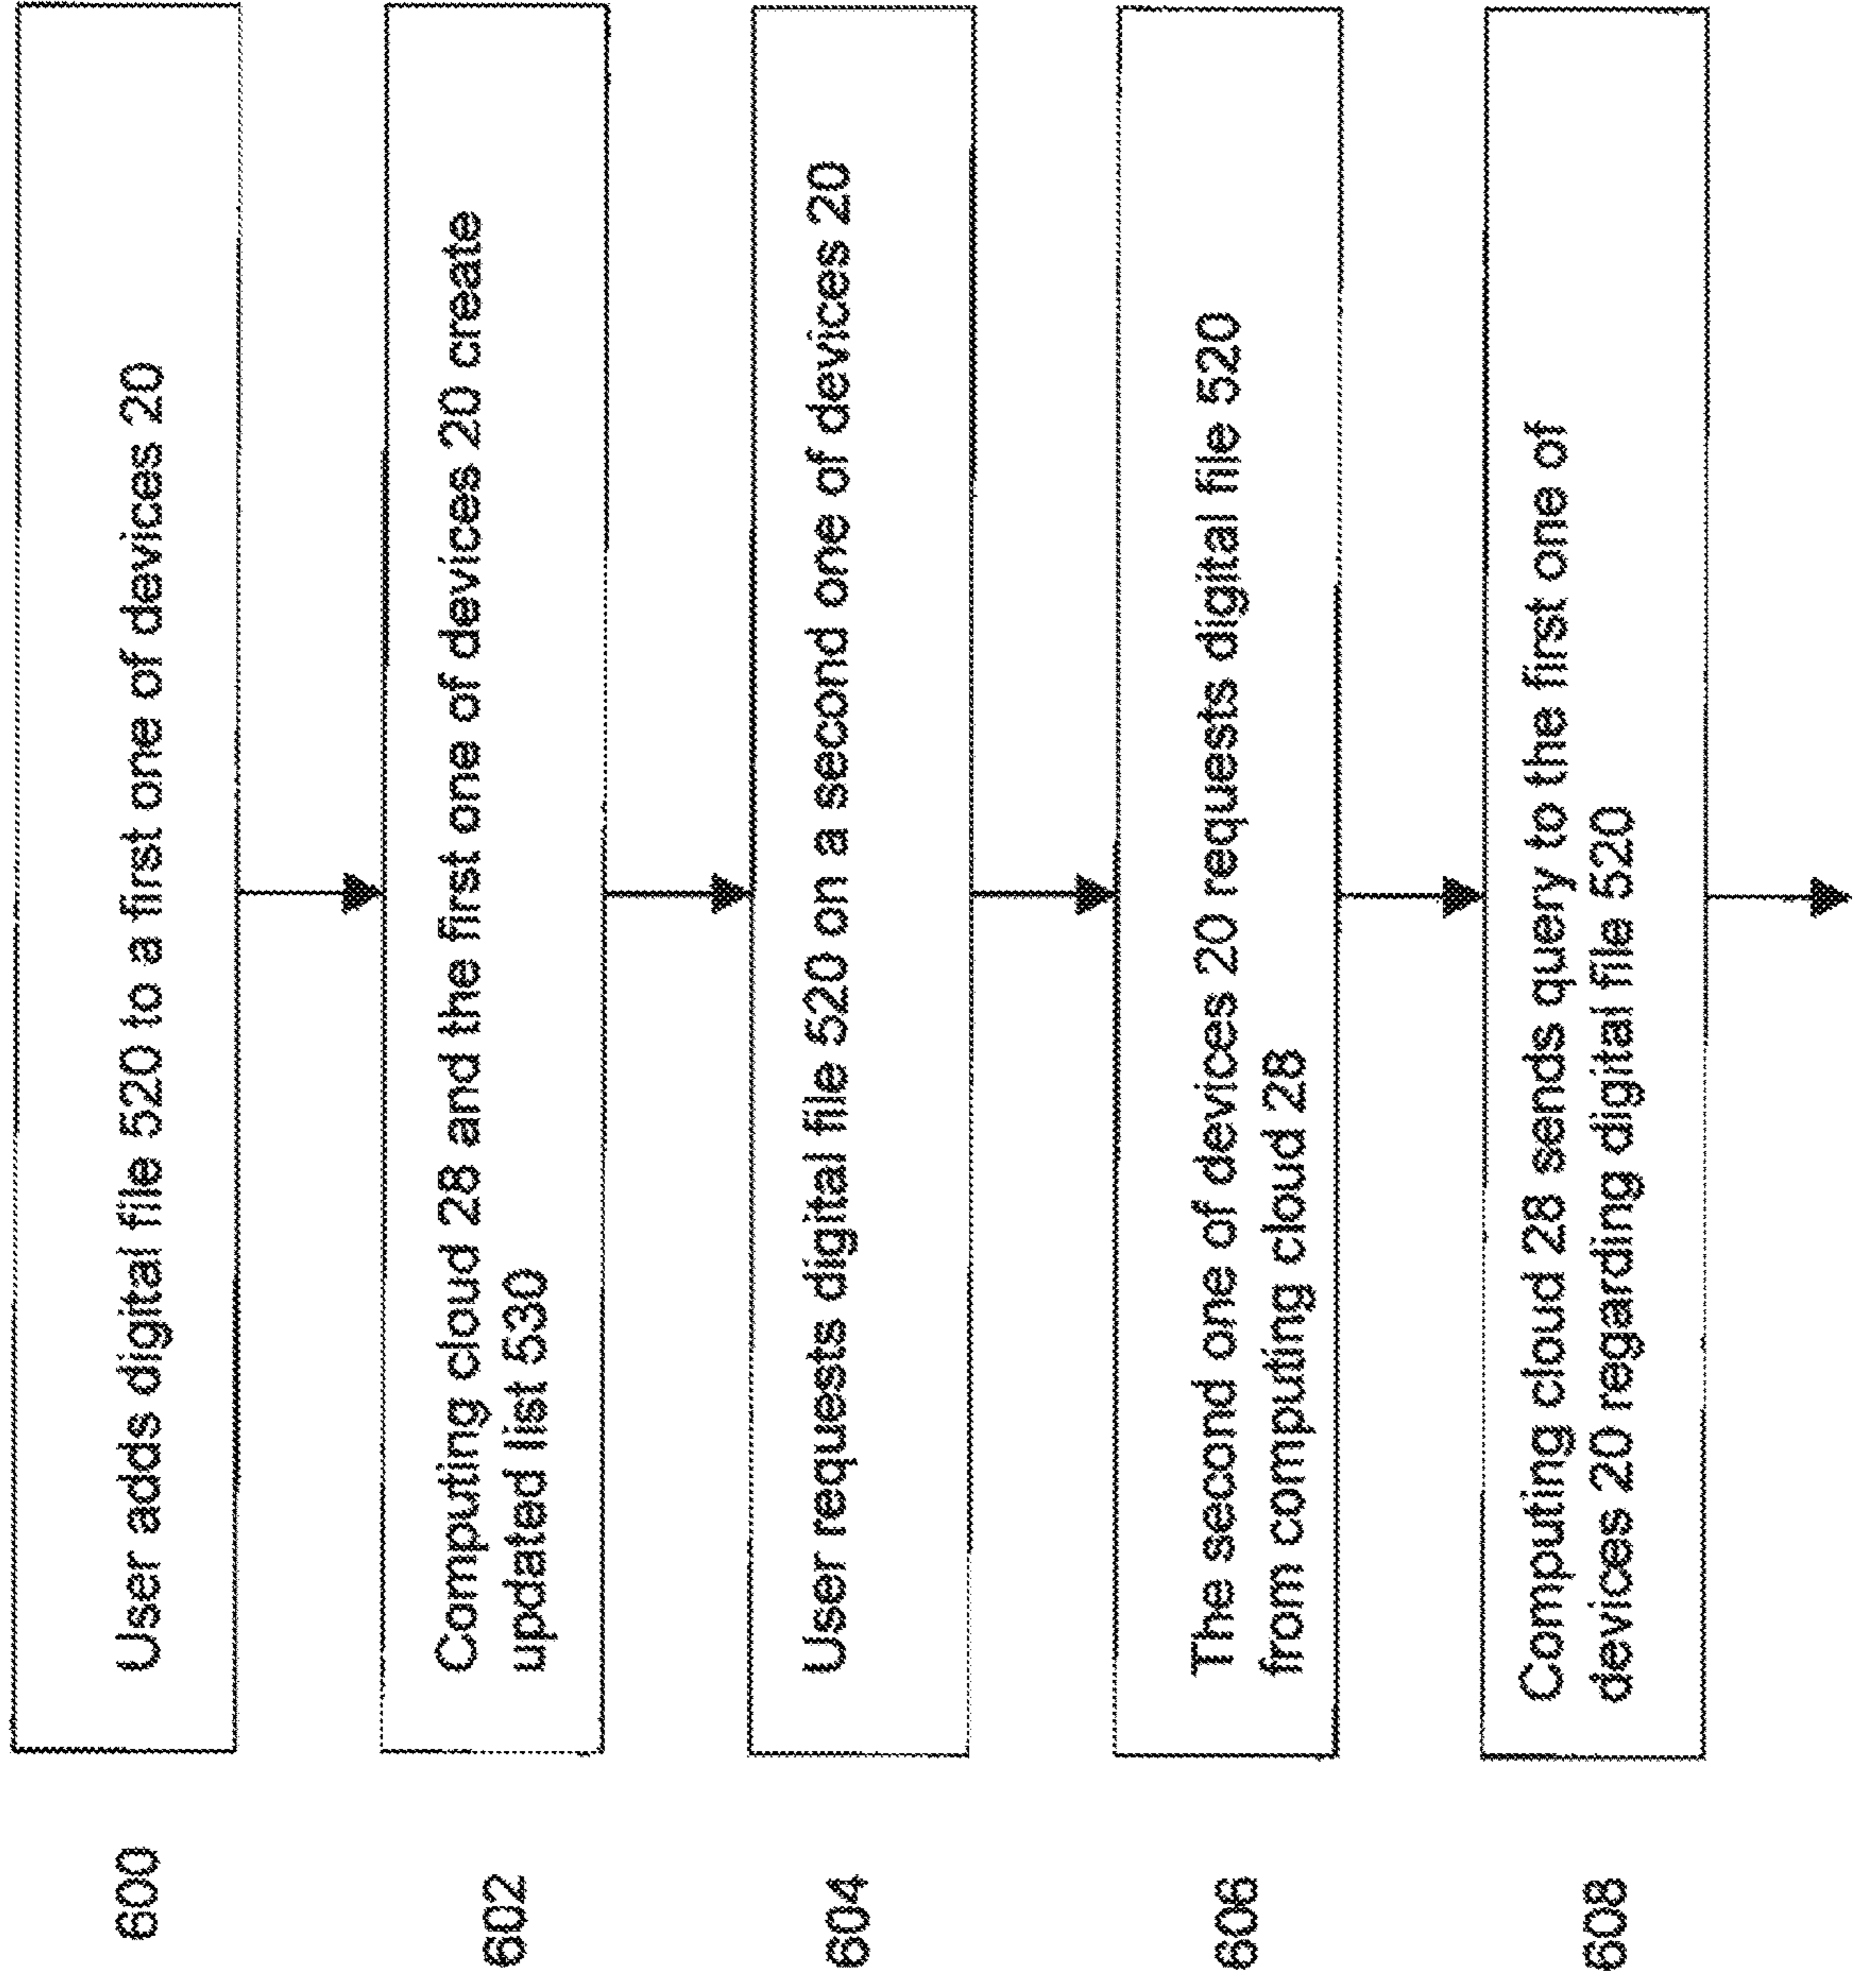 600
User adds digital file 520 to a first one of devices 20
602
Computing cloud 28 and the first one of devices 20 create
updated list 530
604
User requests digital file 520 on a second one of devices 20
606
The second one of devices 20 requests digital file 520
from computing cloud 28
608
Computing cloud 28 sends query to the first one of
devices 20 regarding digital file 520